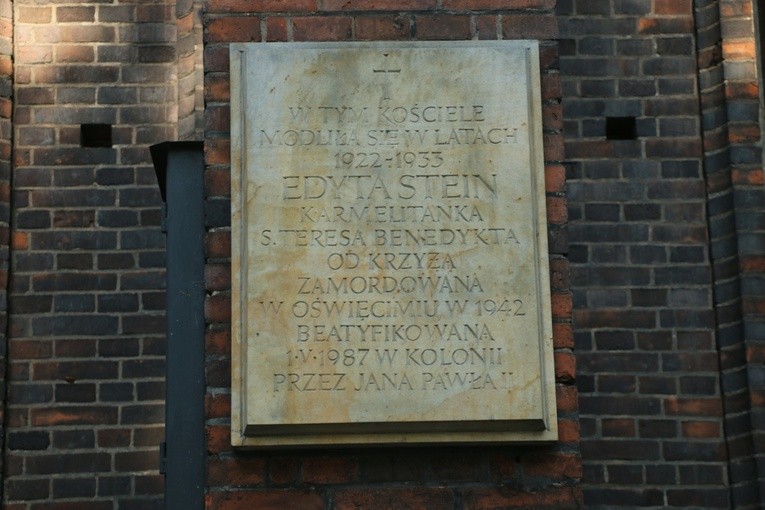 W TYM KOŚCIELE
MODLIŁA SIĘ W LATACH
1922-1933
EDYTA STEIN
KARMELITANKA
S. TERESA BENEDYKTA
OD KRZYŻA
ZAMORDOWANA
W OŚWIĘCIMIU W 1942
BEATYFIKOWANA
1·V·1987 W KOLONII
PRZEZ JANA PAWŁA II